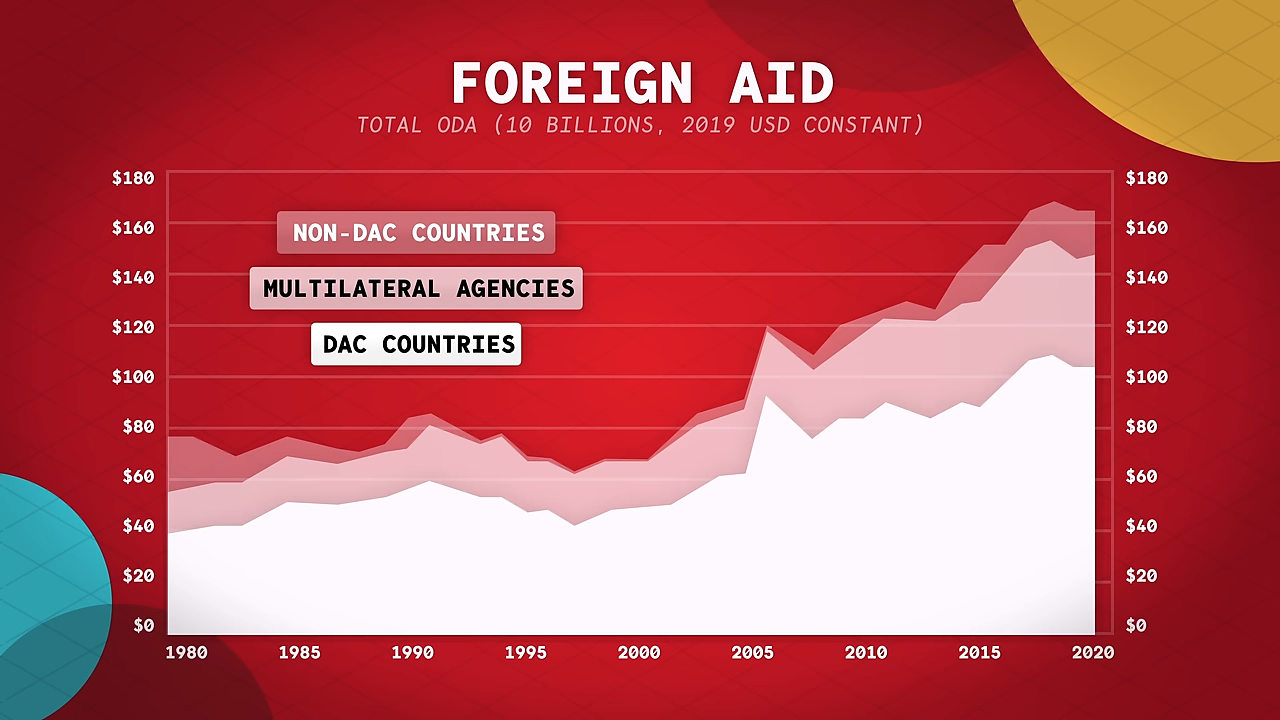 FOREIGN AID
TOTAL ODA (10 BILLIONS, 2019 USD CONSTANT)
$180 $180
$160 $160
NON-DAC COUNTRIES
$140 $140
MULTILATERAL AGENCIES
$120 $120
DAC COUNTRIES
$100 $100
$80 $80
$60 $60
$40 $40
$20 $20
$0 $0
1980 1985 1990 1995 2000 2005 2010 2015 2020